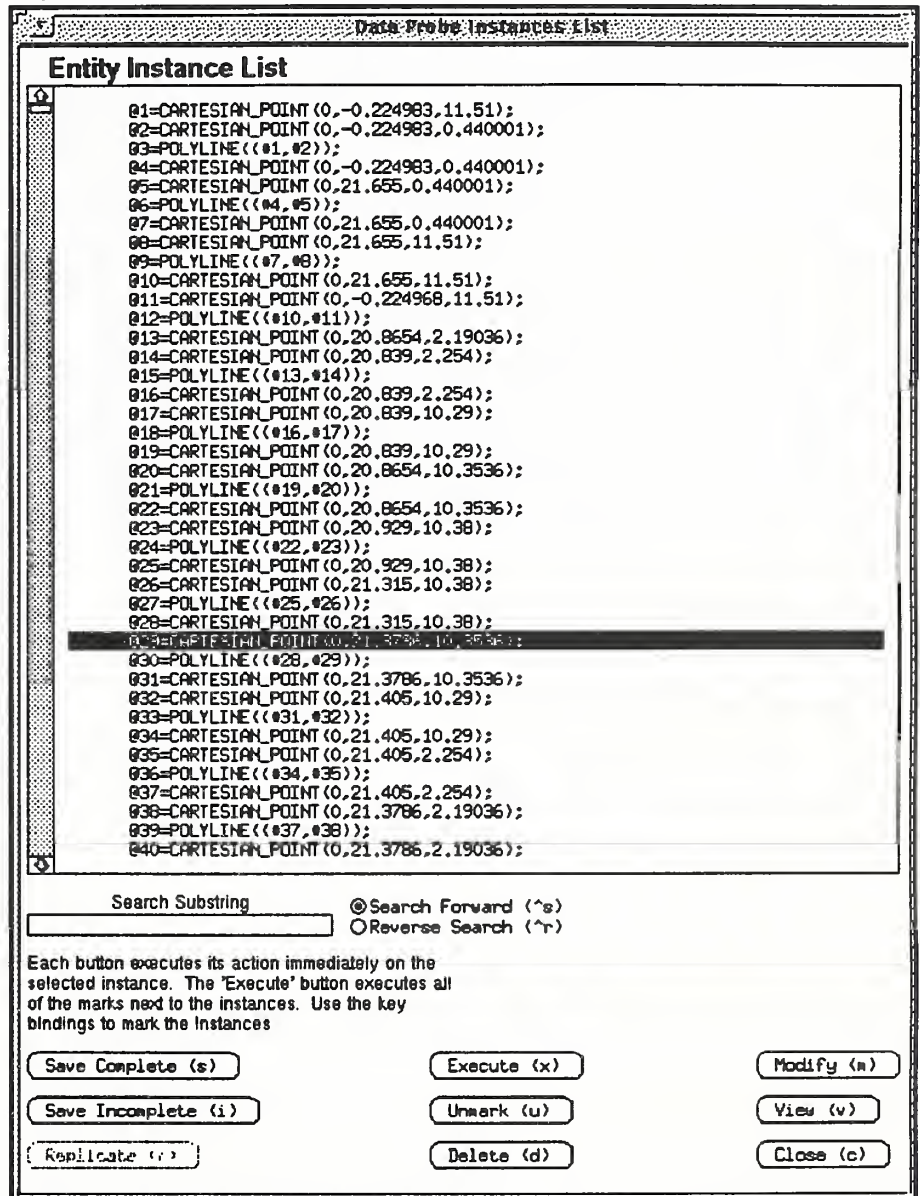 Data Probe Instances List
Entity Instance List
@1=CARTESIAN_POINT(0,-0.224983,11.51);
@2=CARTESIAN_POINT(0,-0.224983,0.440001);
@3=POLYLINE((#1,#2));
@4=CARTESIAN_POINT(0,-0.224983,0.440001);
@5=CARTESIAN_POINT(0,21.655,0.440001);
@6=POLYLINE((#4,#5));
@7=CARTESIAN_POINT(0,21.655,0.440001);
@8=CARTESIAN_POINT(0,21.655,11.51);
@9=POLYLINE((#7,#8));
@10=CARTESIAN_POINT(0,21.655,11.51);
@11=CARTESIAN_POINT(0,-0.224968,11.51);
@12=POLYLINE((#10,#11));
@13=CARTESIAN_POINT(0,20.8654,2.19036);
@14=CARTESIAN_POINT(0,20.839,2.254);
@15=POLYLINE((#13,#14));
@16=CARTESIAN_POINT(0,20.839,2.254);
@17=CARTESIAN_POINT(0,20.839,10.29);
@18=POLYLINE((#16,#17));
@19=CARTESIAN_POINT(0,20.839,10.29);
@20=CARTESIAN_POINT(0,20.8654,10.3536);
@21=POLYLINE((#19,#20));
@22=CARTESIAN_POINT(0,20.8654,10.3536);
@23=CARTESIAN_POINT(0,20.929,10.38);
@24=POLYLINE((#22,#23));
@25=CARTESIAN_POINT(0,20.929,10.38);
@26=CARTESIAN_POINT(0,21.315,10.38);
@27=POLYLINE((#25,#26));
@28=CARTESIAN_POINT(0,21.315,10.38);
@29=CARTESIAN_POINT(0,21.3786,10.3536);
@30=POLYLINE((#28,#29));
@31=CARTESIAN_POINT(0,21.3786,10.3536);
@32=CARTESIAN_POINT(0,21.405,10.29);
@33=POLYLINE((#31,#32));
@34=CARTESIAN_POINT(0,21.405,10.29);
@35=CARTESIAN_POINT(0,21.405,2.254);
@36=POLYLINE((#34,#35));
@37=CARTESIAN_POINT(0,21.405,2.254);
@38=CARTESIAN_POINT(0,21.3786,2.19036);
@39=POLYLINE((#37,#38));
@40=CARTESIAN_POINT(0,21.3786,2.19036);
Search Substring
Search Forward (^s)
Reverse Search (^r)
Each button executes its action immediately on the
selected instance. The 'Execute' button executes all
of the marks next to the instances. Use the key
bindings to mark the instances
Save Complete (s) Execute (x) Modify (m)
Save Incomplete (i) Unmark (u) View (v)
Replicate (r) Delete (d) Close (c)